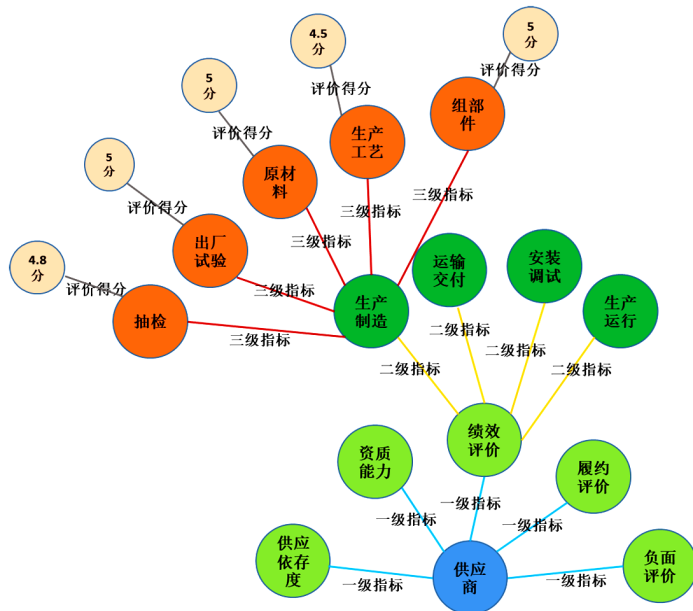 4.5
分
5
分
评价得分
5
分
评价得分
组部
件
评价得分
生产
工艺
5
分
原材
料
三级指标
评价得分
三级指标
4.8
分
出厂
试验
三级指标
运输
交付
安装
调试
评价得分
三级指标
抽检
生产
制造
生产
运行
三级指标
二级指标
二级指标
二级指标
二级指标
资质
能力
绩效
评价
履约
评价
一级指标
一级指标
一级指标
供应
依存
度
供应
商
负面
评价
一级指标
一级指标